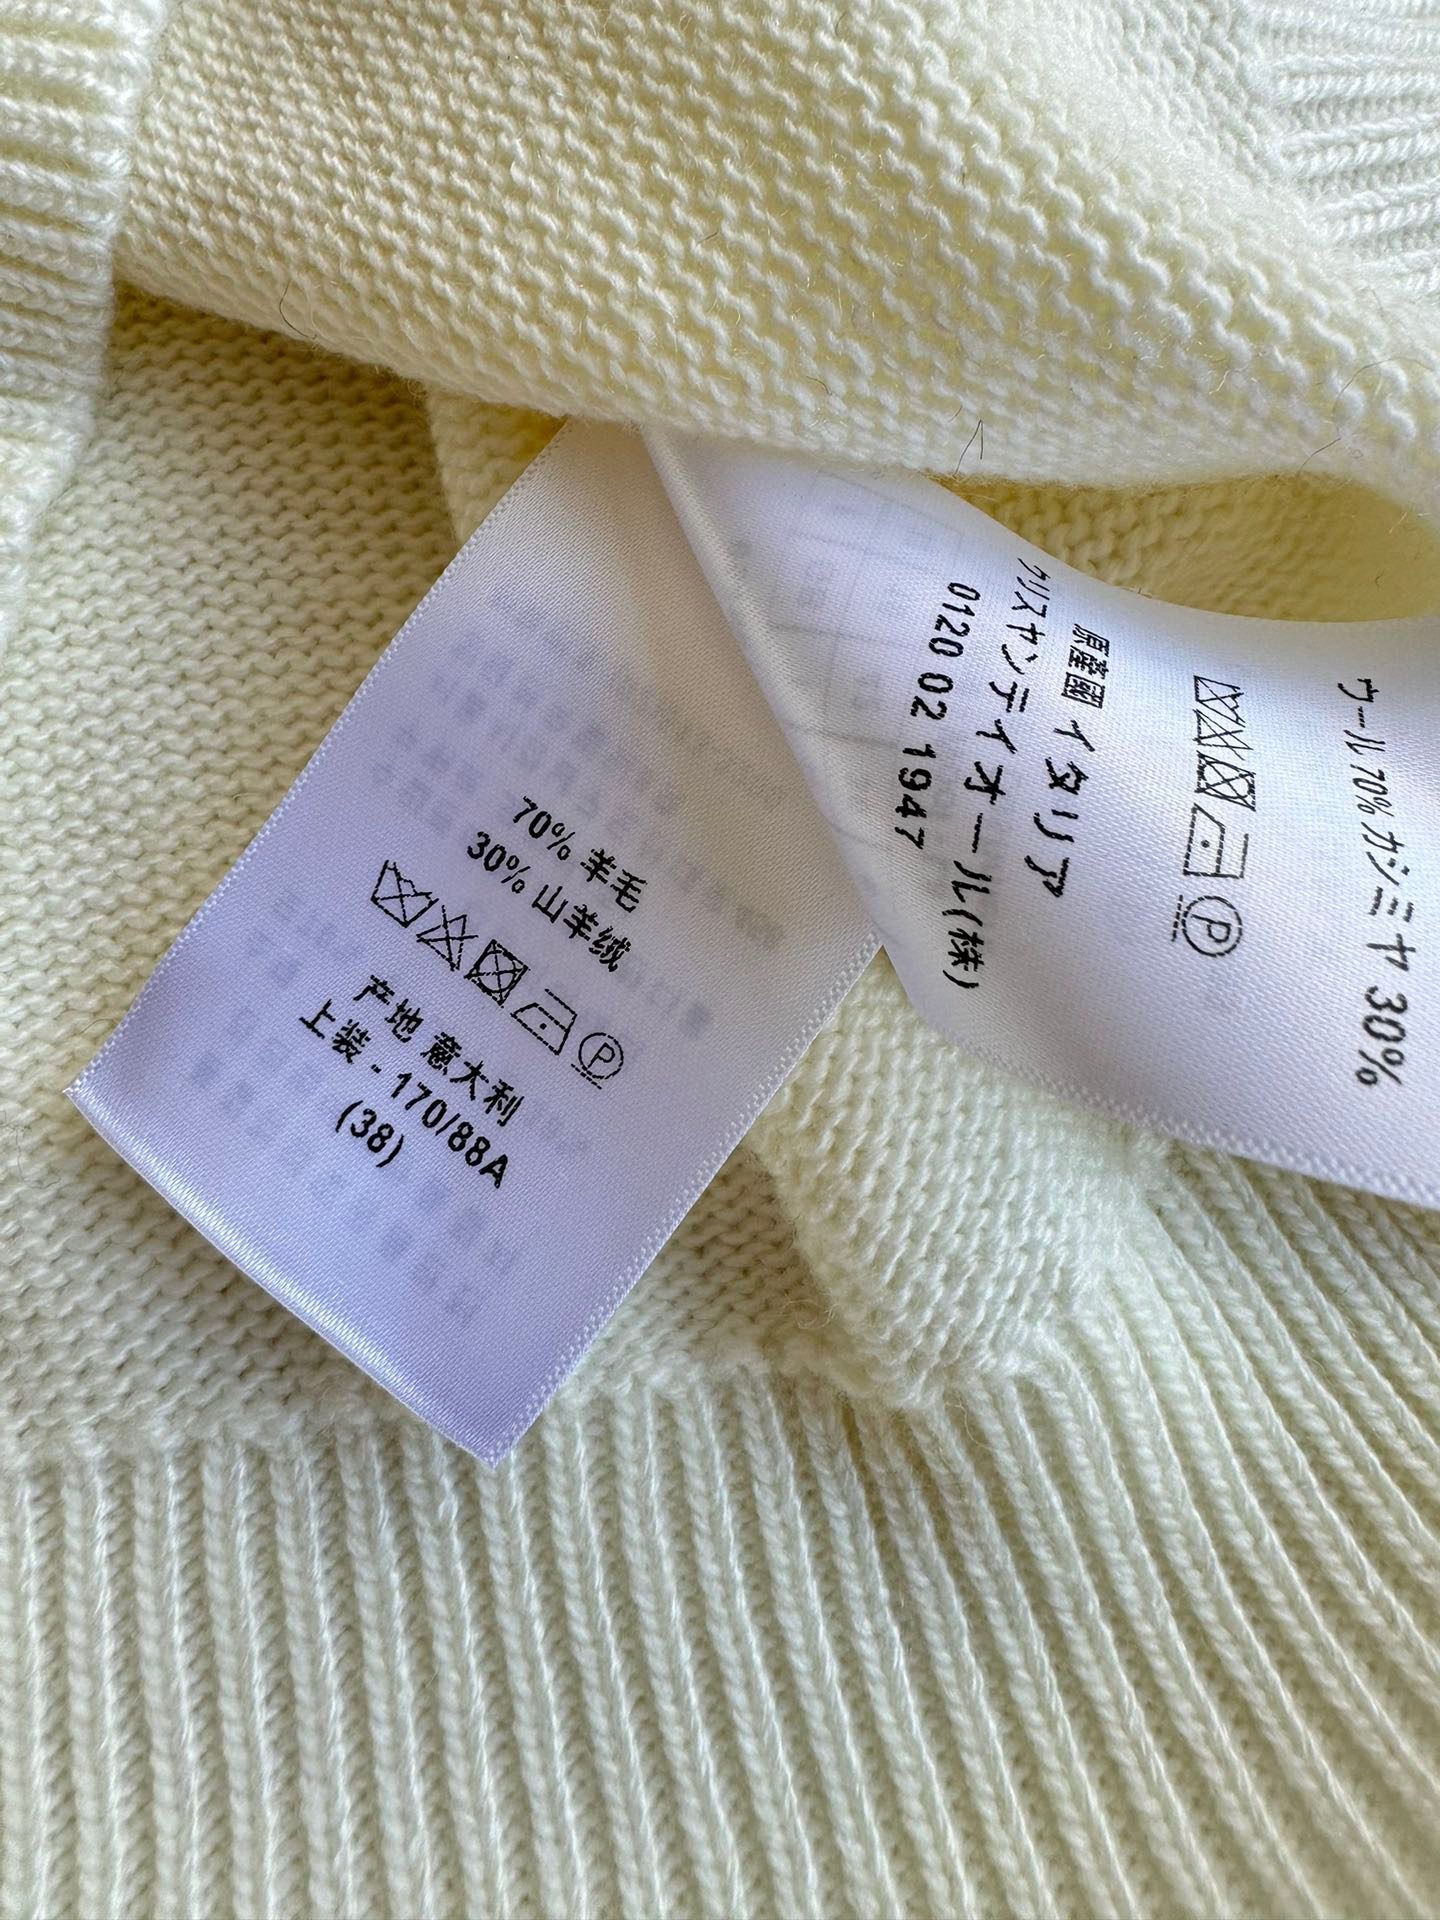 70% 羊毛
30% 山羊绒
P
产地 意大利
上装 - 170/88A
(38)
ウール 70% カシミヤ 30%
P
原産國 イタリア
クリスチャンディオール(株)
0120 02 1947